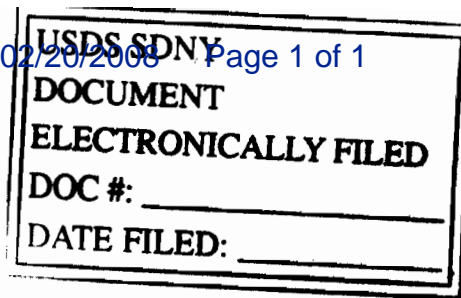 USDS SDNY
02/20/2008 Page 1 of 1
DOCUMENT
ELECTRONICALLY FILED
DOC #:
DATE FILED: